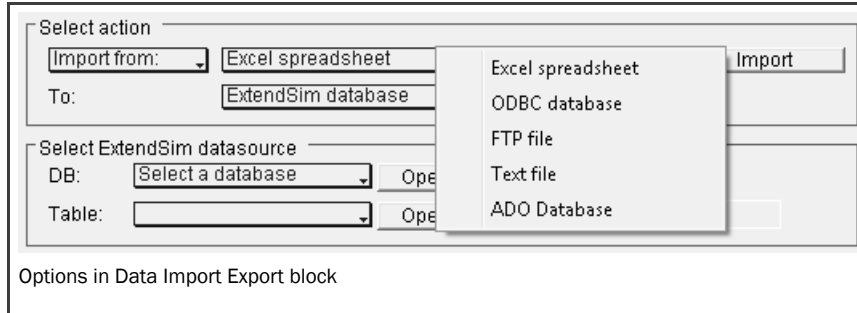 Select action
Import from: Excel spreadsheet Import
To: ExtendSim database
Select ExtendSim datasource
DB: Select a database Ope
Table: Ope
Excel spreadsheet
ODBC database
FTP file
Text file
ADO Database
Options in Data Import Export block